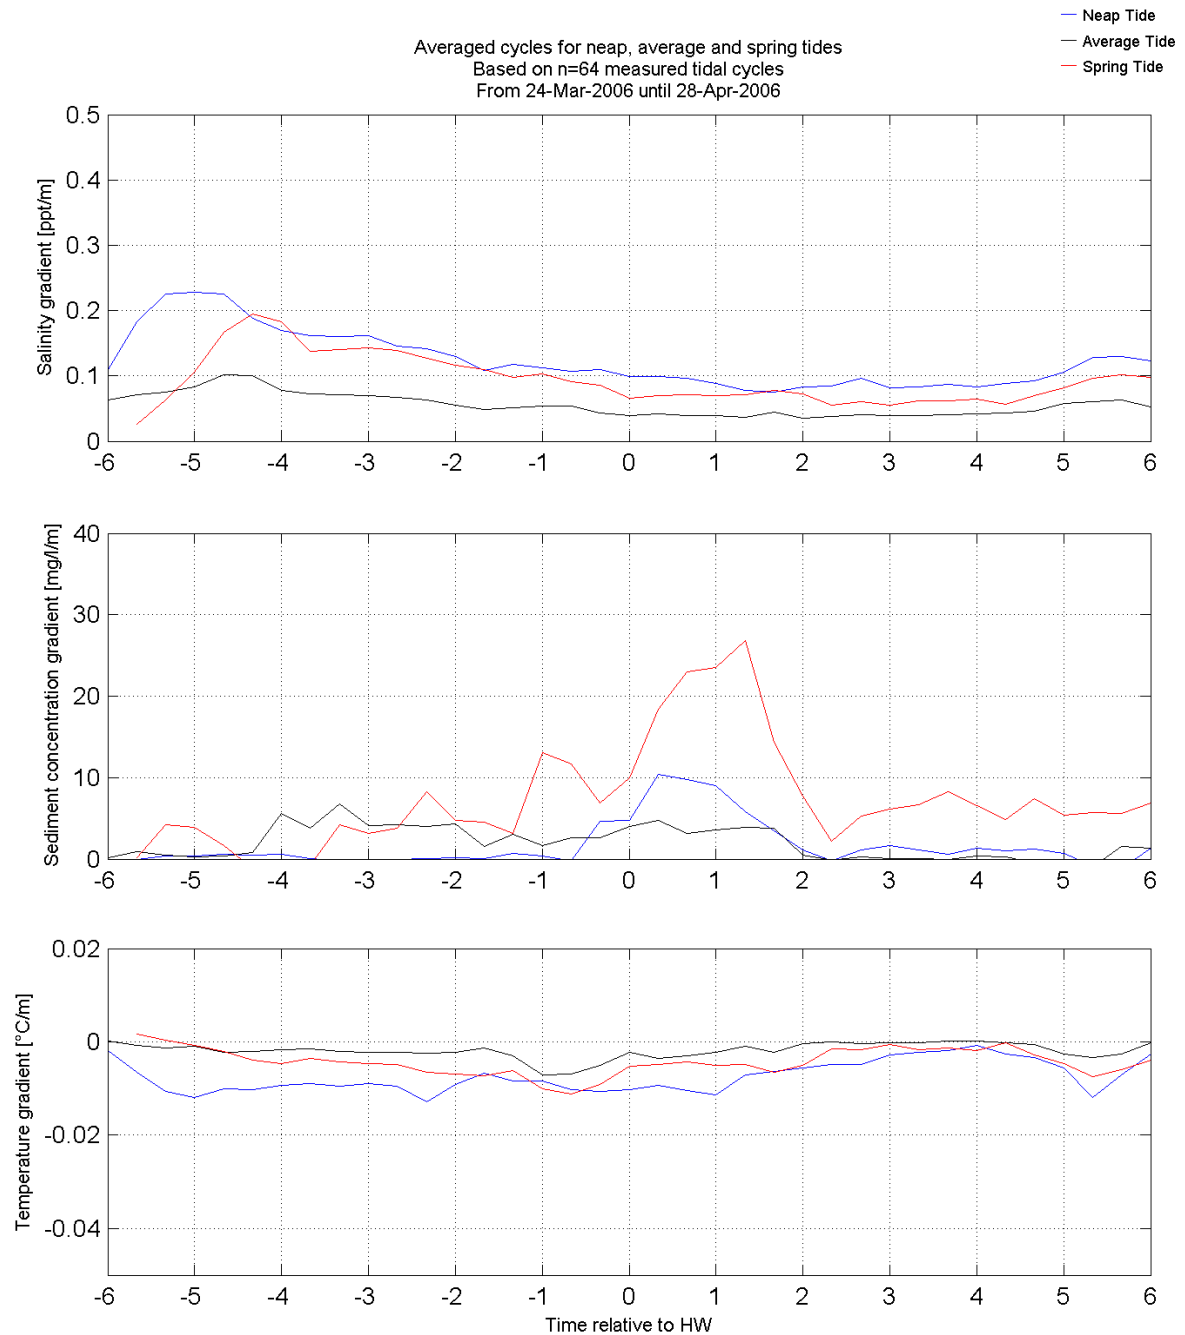 Neap Tide
Average Tide
Spring Tide
Averaged cycles for neap, average and spring tides
Based on n=64 measured tidal cycles
From 24-Mar-2006 until 28-Apr-2006
Salinity gradient [ppt/m]
0.5
0.4
0.3
0.2
0.1
0
-6 -5 -4 -3 -2 -1 0 1 2 3 4 5 6
Sediment concentration gradient [mg/l/m]
40
30
20
10
0
-6 -5 -4 -3 -2 -1 0 1 2 3 4 5 6
Temperature gradient [°C/m]
0.02
0
-0.02
-0.04
-6 -5 -4 -3 -2 -1 0 1 2 3 4 5 6
Time relative to HW